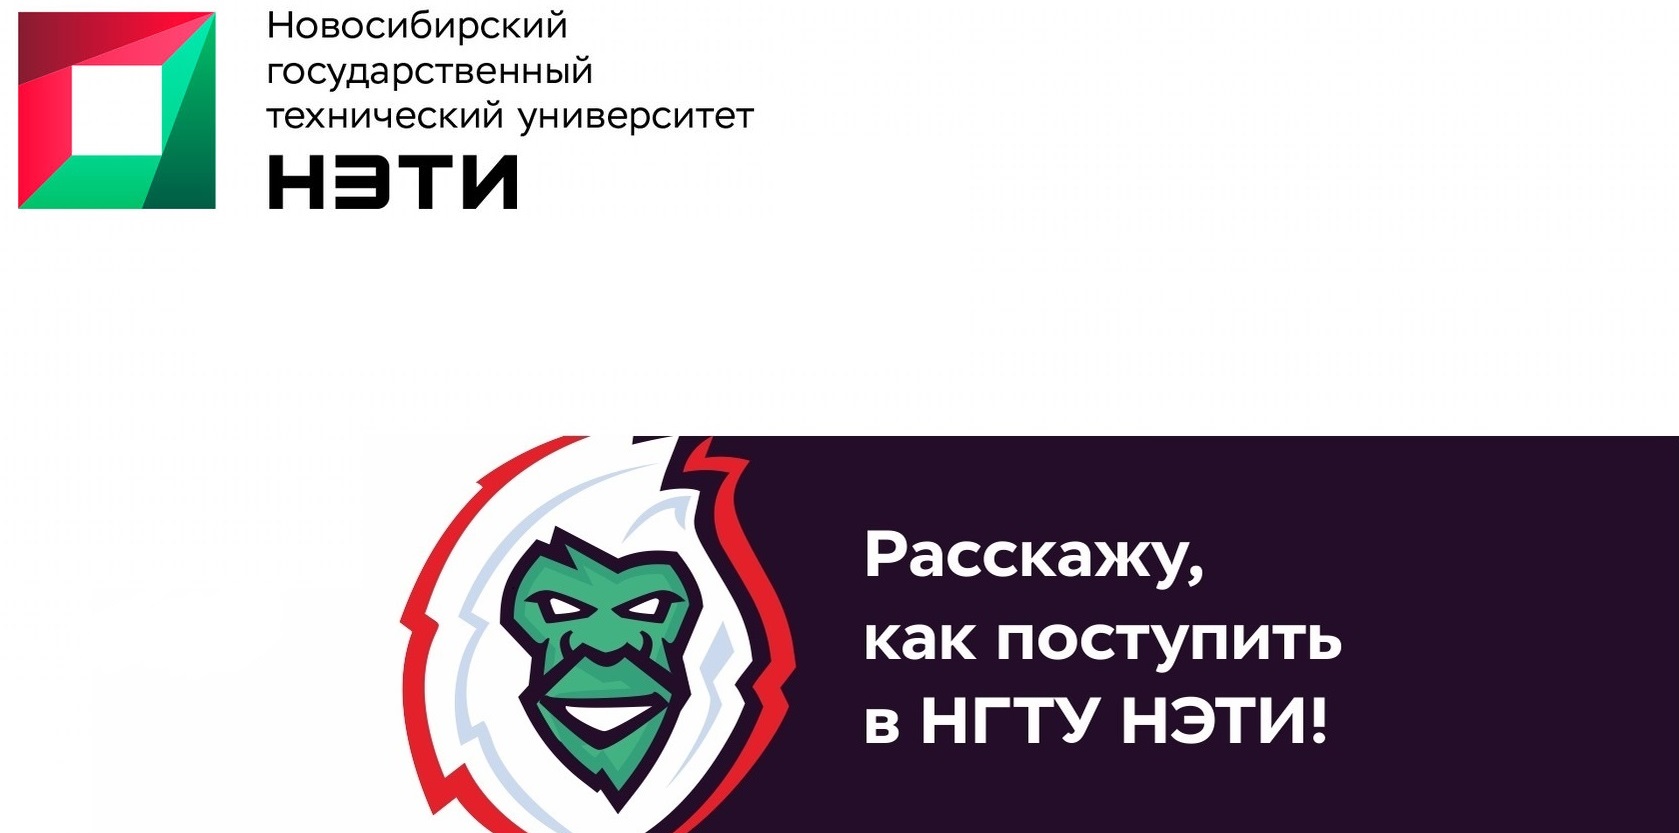 Новосибирский
государственный
технический университет
НЭТИ
Расскажу,
как поступить
в НГТУ НЭТИ!